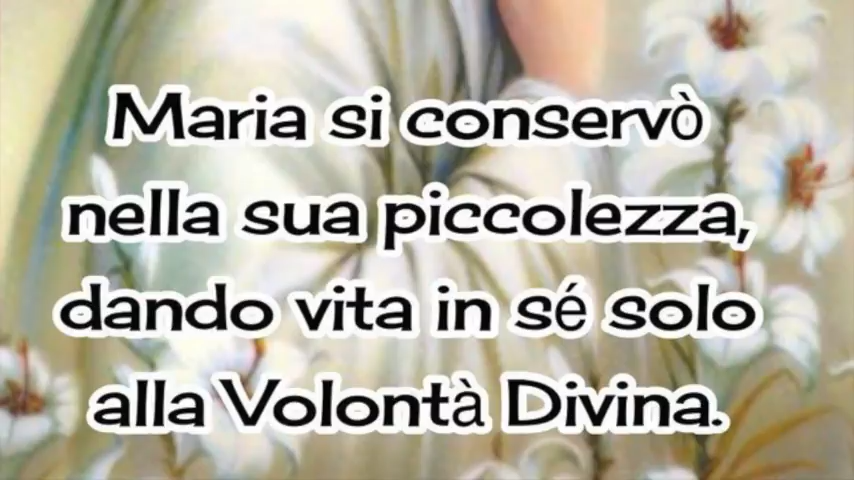 Maria si conservò
nella sua piccolezza,
dando vita in sé solo
alla Volontà Divina.